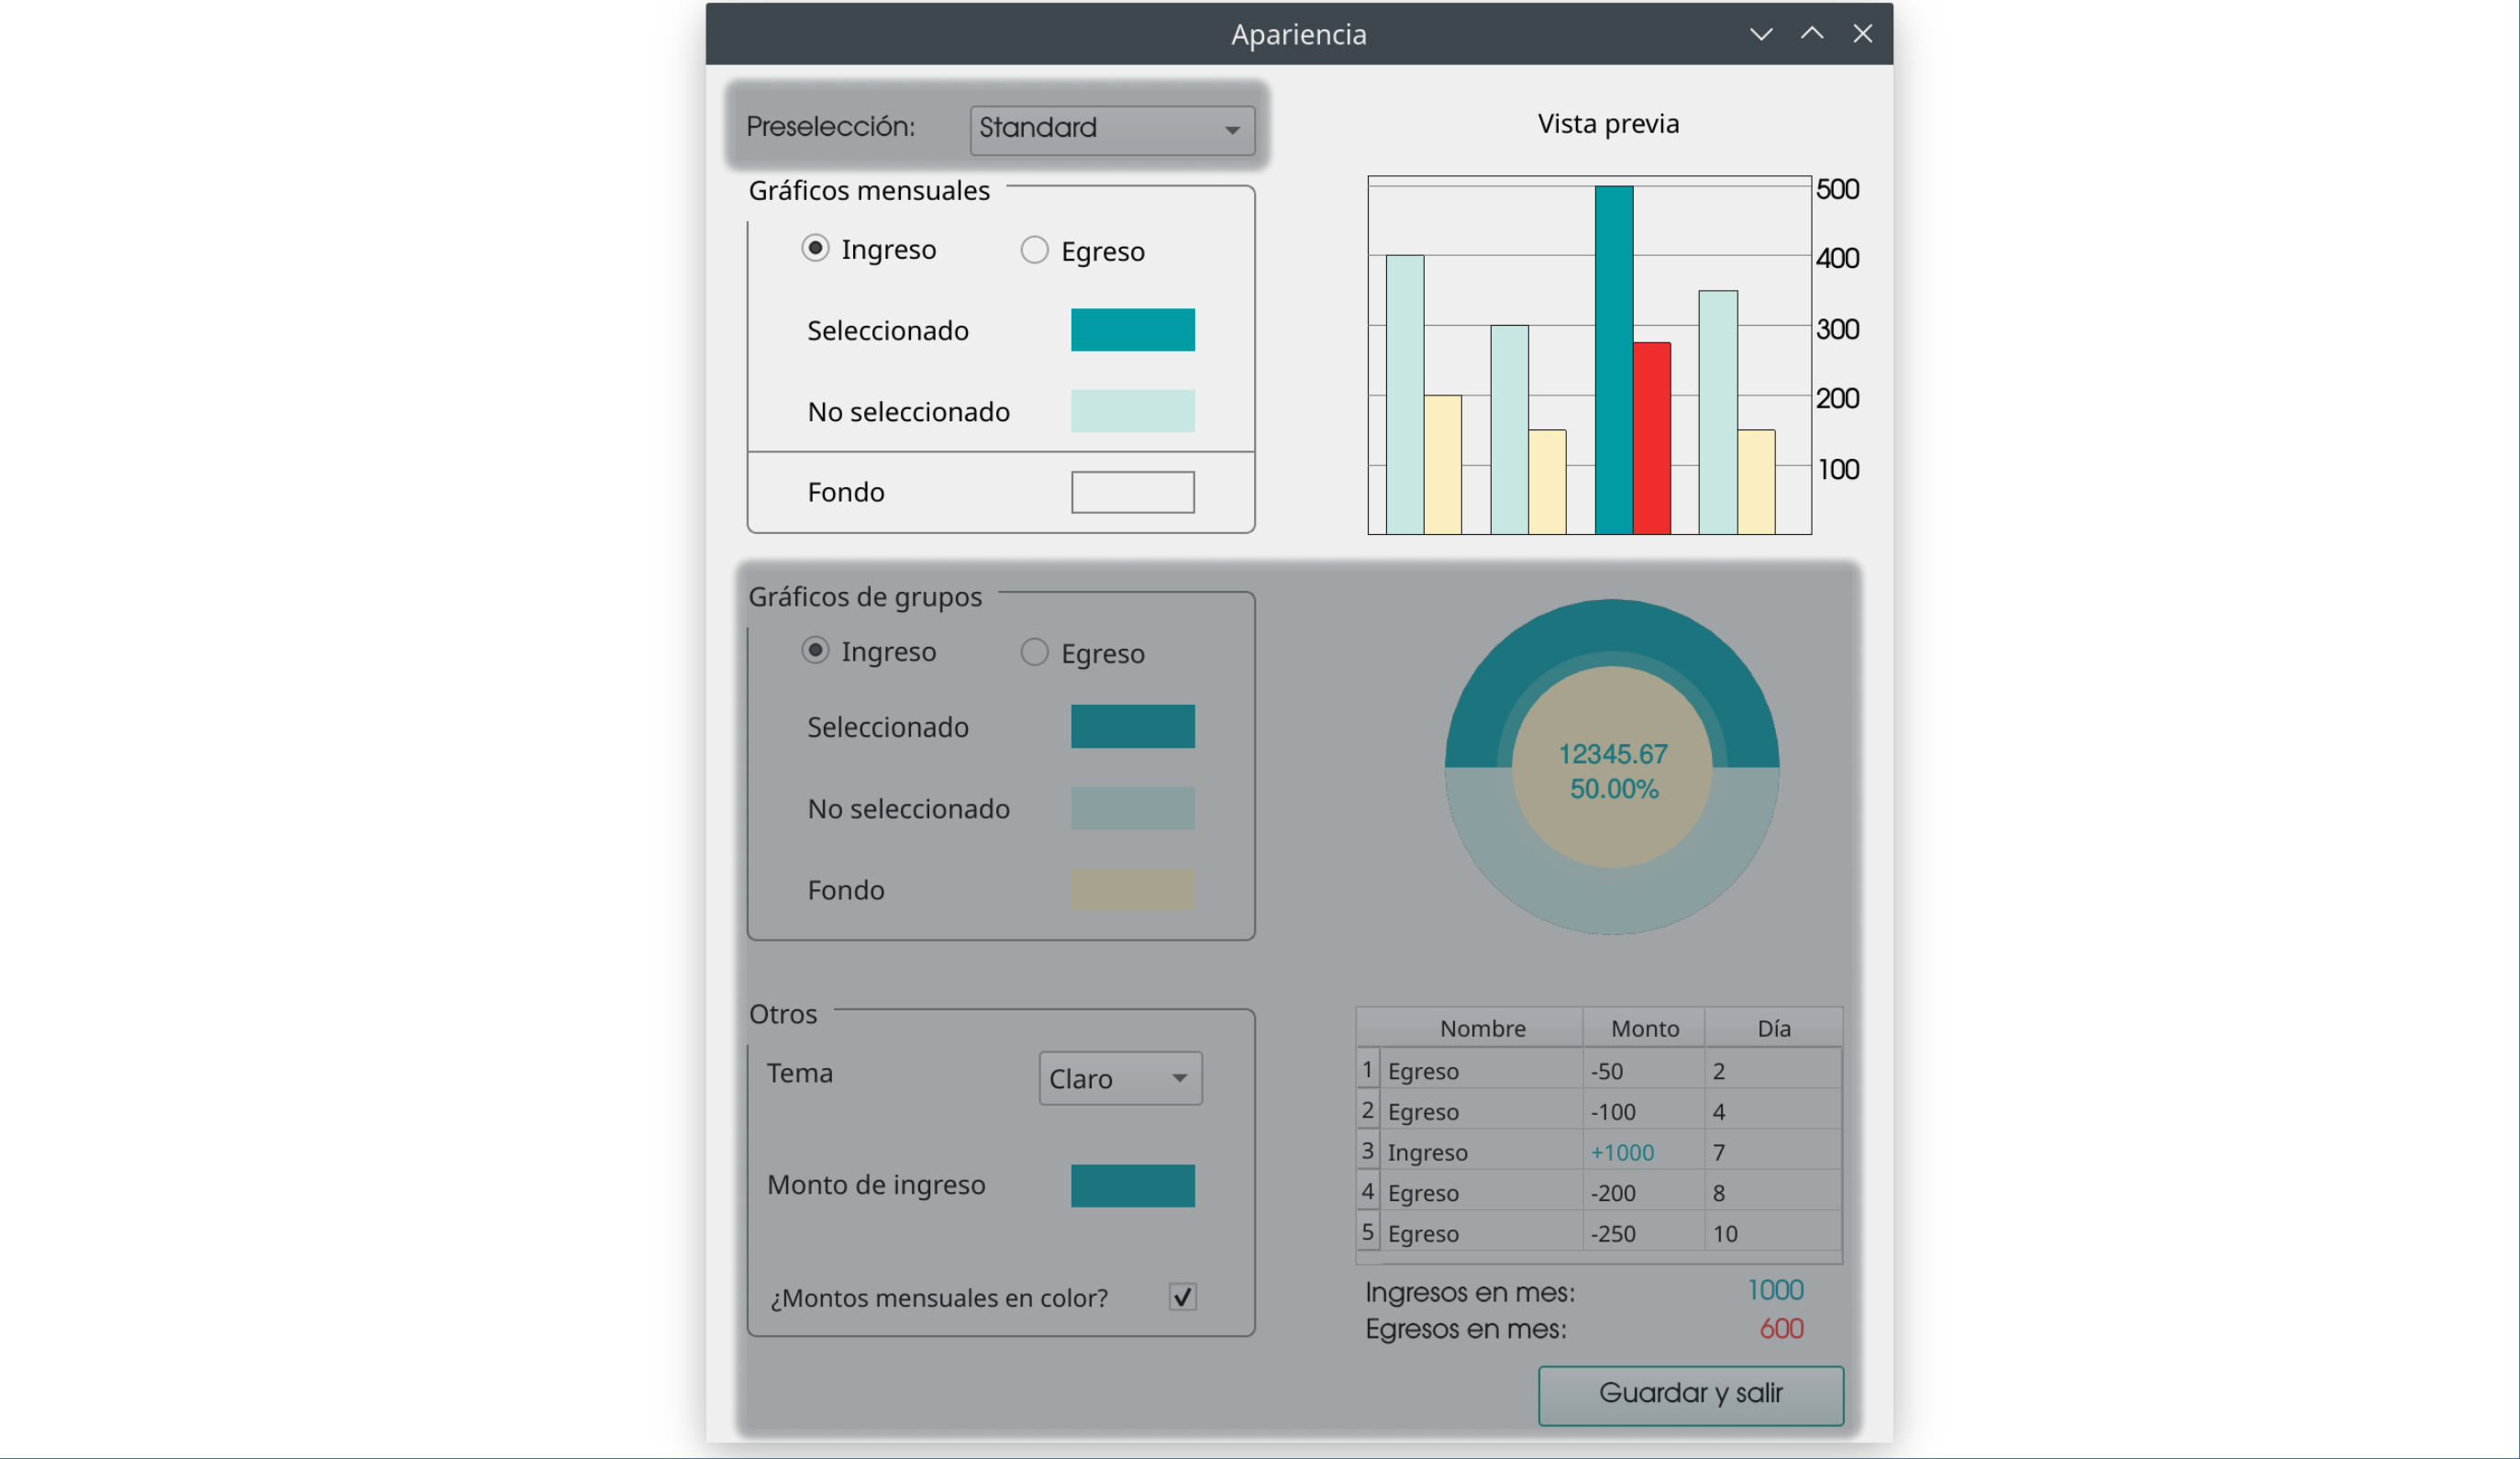 Apariencia
Preselección: Standard
Vista previa
Gráficos mensuales
Ingreso Egreso
Seleccionado
No seleccionado
Fondo
500
400
300
200
100
Gráficos de grupos
Ingreso Egreso
Seleccionado
No seleccionado
Fondo
12345.67
50.00%
Otros
Tema Claro
Monto de ingreso
¿Montos mensuales en color?
Nombre Monto Día
1 Egreso -50 2
2 Egreso -100 4
3 Ingreso +1000 7
4 Egreso -200 8
5 Egreso -250 10
Ingresos en mes: 1000
Egresos en mes: 600
Guardar y salir